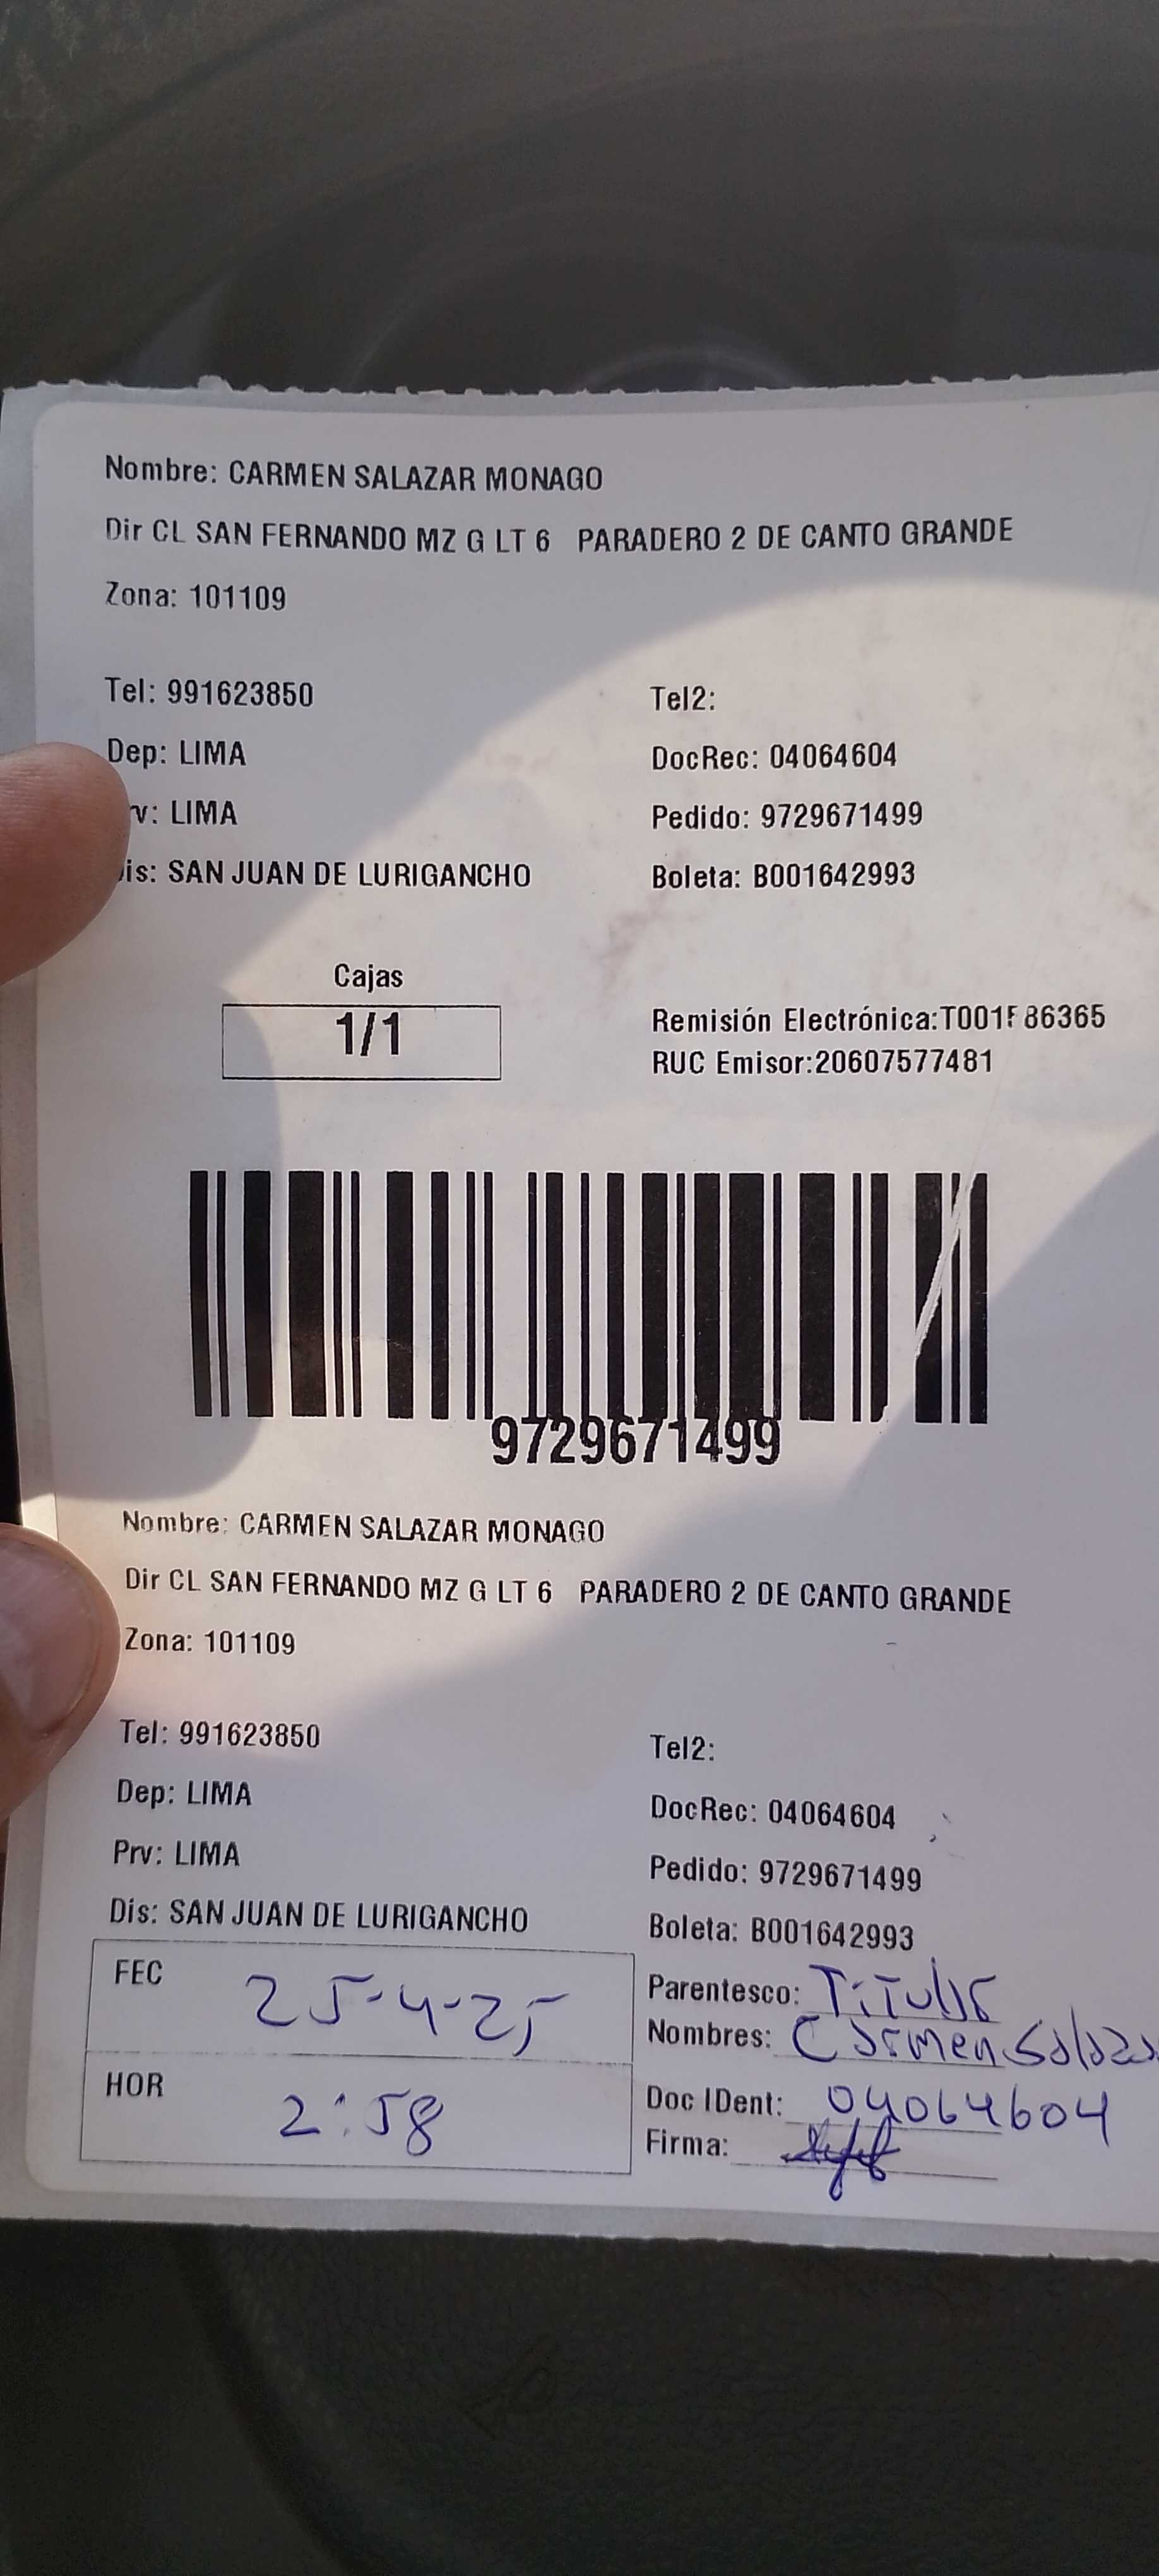 Nombre: CARMEN SALAZAR MONAGO
Dir CL SAN FERNANDO MZ G LT 6 PARADERO 2 DE CANTO GRANDE
Zona: 101109
Tel: 991623850 Tel2:
Dep: LIMA DocRec: 04064604
v: LIMA Pedido: 9729671499
is: SAN JUAN DE LURIGANCHO Boleta: B001642993
Cajas
1/1
Remisión Electrónica:
RUC Emisor:20607577481
9729671499
Nombre: CARMEN SALAZAR MONAGO
Dir CL SAN FERNANDO MZ G LT 6 PARADERO 2 DE CANTO GRANDE
Zona: 101109
Tel: 991623850 Tel2:
Dep: LIMA DocRec: 04064604
Prv: LIMA Pedido: 9729671499
Dis: SAN JUAN DE LURIGANCHO Boleta: B001642993
FEC 25-4-25
HOR 2:58
Parentesco: Titular
Nombres: Carmen Salazar
Doc IDent: 04064604
Firma: